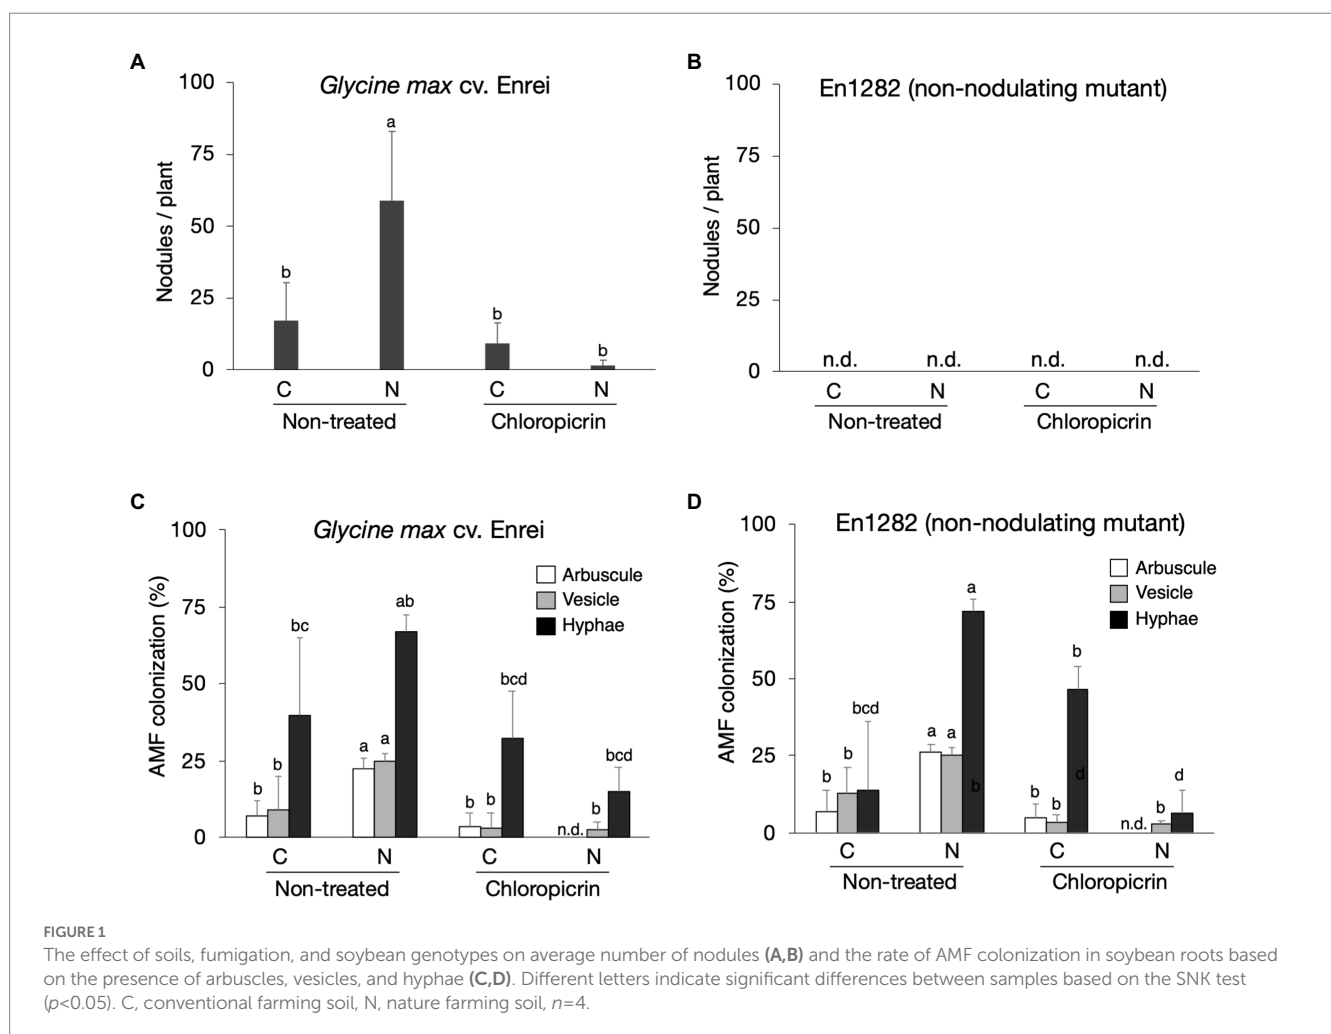 A
Glycine max cv. Enrei
Nodules / plant
100
75
50
25
0
b
a
b
b
C
N
C
N
Non-treated
Chloropicrin
B
En1282 (non-nodulating mutant)
Nodules / plant
100
75
50
25
0
n.d.
n.d.
n.d.
n.d.
C
N
C
N
Non-treated
Chloropicrin
C
Glycine max cv. Enrei
AMF colonization (%)
100
75
50
25
0
Arbuscule
Vesicle
Hyphae
b
b
bc
a
a
ab
b
b
bcd
n.d.
b
bcd
C
N
C
N
Non-treated
Chloropicrin
D
En1282 (non-nodulating mutant)
AMF colonization (%)
100
75
50
25
0
Arbuscule
Vesicle
Hyphae
b
b
bcd
a
a
a
b
b
b
b
d
n.d.
b
d
C
N
C
N
Non-treated
Chloropicrin
FIGURE 1
The effect of soils, fumigation, and soybean genotypes on average number of nodules (A,B) and the rate of AMF colonization in soybean roots based
on the presence of arbuscles, vesicles, and hyphae (C,D). Different letters indicate significant differences between samples based on the SNK test
(p<0.05). C, conventional farming soil, N, nature farming soil, n=4.